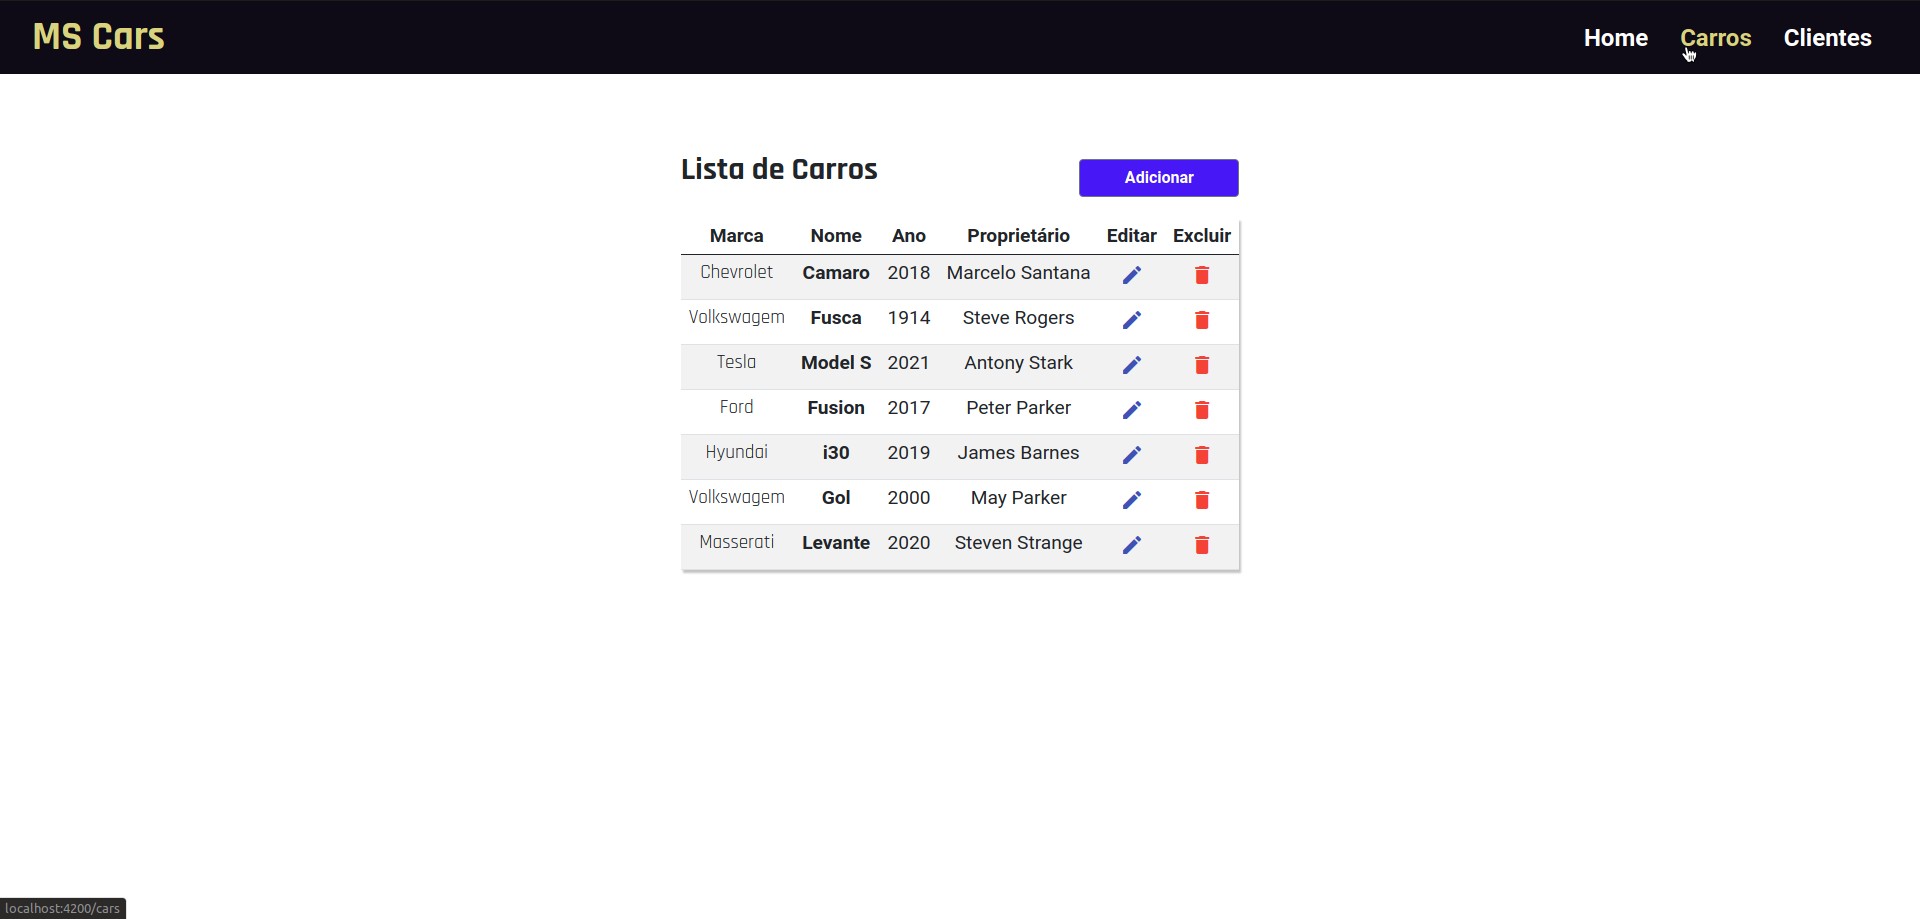 MS Cars
Home Carros Clientes
Lista de Carros
Adicionar
Marca Nome Ano Proprietário Editar Excluir
Chevrolet Camaro 2018 Marcelo Santana
Volkswagem Fusca 1914 Steve Rogers
Tesla Model S 2021 Antony Stark
Ford Fusion 2017 Peter Parker
Hyundai i30 2019 James Barnes
Volkswagem Gol 2000 May Parker
Masserati Levante 2020 Steven Strange
localhost:4200/cars